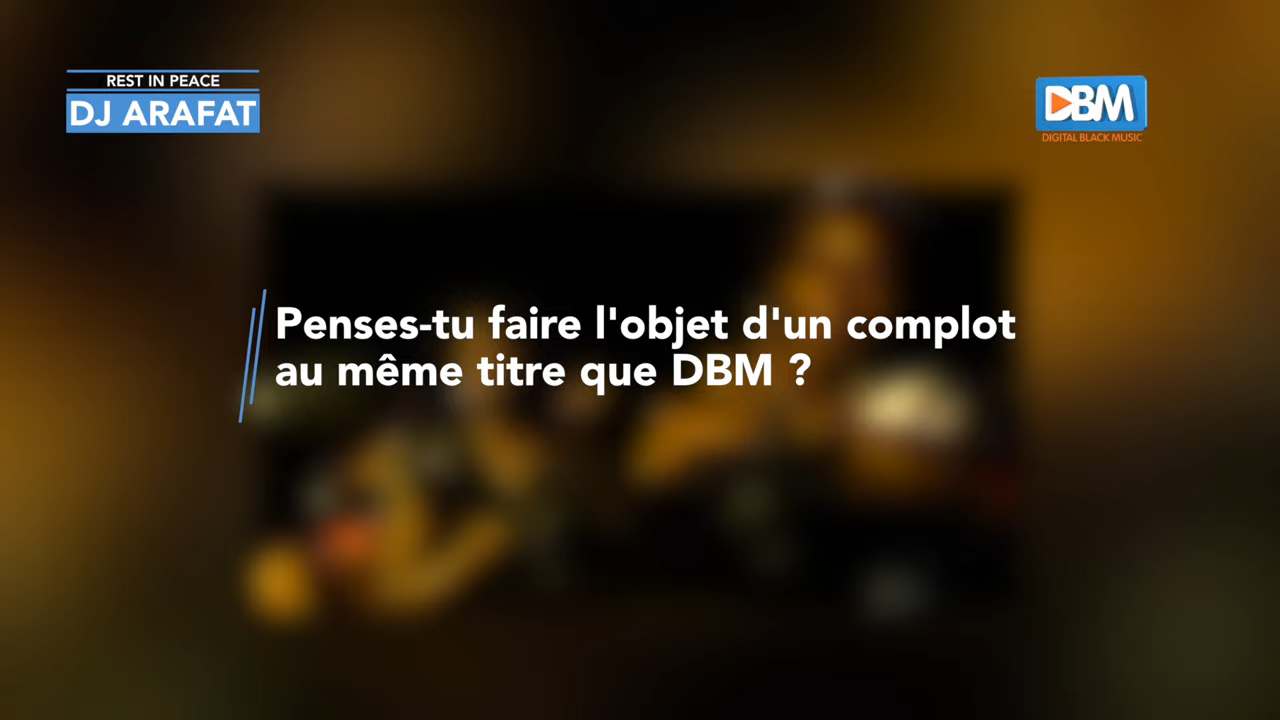 REST IN PEACE
DJ ARAFAT
DBM
DIGITAL BLACK MUSIC
Penses-tu faire l'objet d'un complot
au même titre que DBM ?